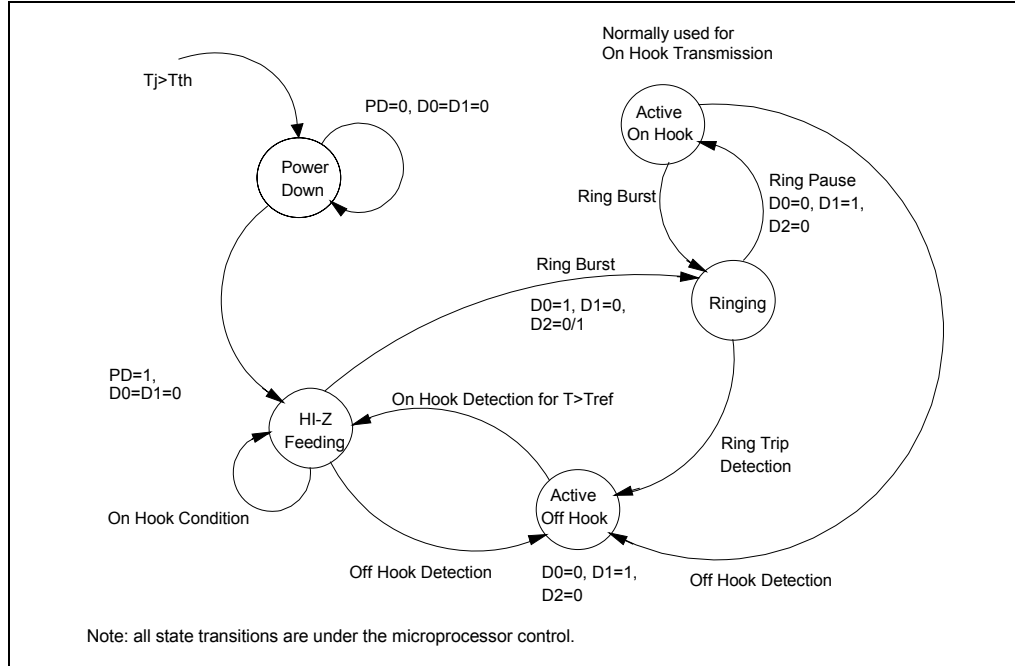 Normally used for
On Hook Transmission
Tj>Tth
PD=0, D0=D1=0
Active
On Hook
Power
Down
Ring Pause
D0=0, D1=1,
D2=0
Ring Burst
Ring Burst
Ringing
D0=1, D1=0,
D2=0/1
PD=1,
D0=D1=0
On Hook Detection for T>Tref
HI-Z
Feeding
Ring Trip
Detection
Active
Off Hook
On Hook Condition
Off Hook Detection
D0=0, D1=1,
D2=0
Off Hook Detection
Note: all state transitions are under the microprocessor control.